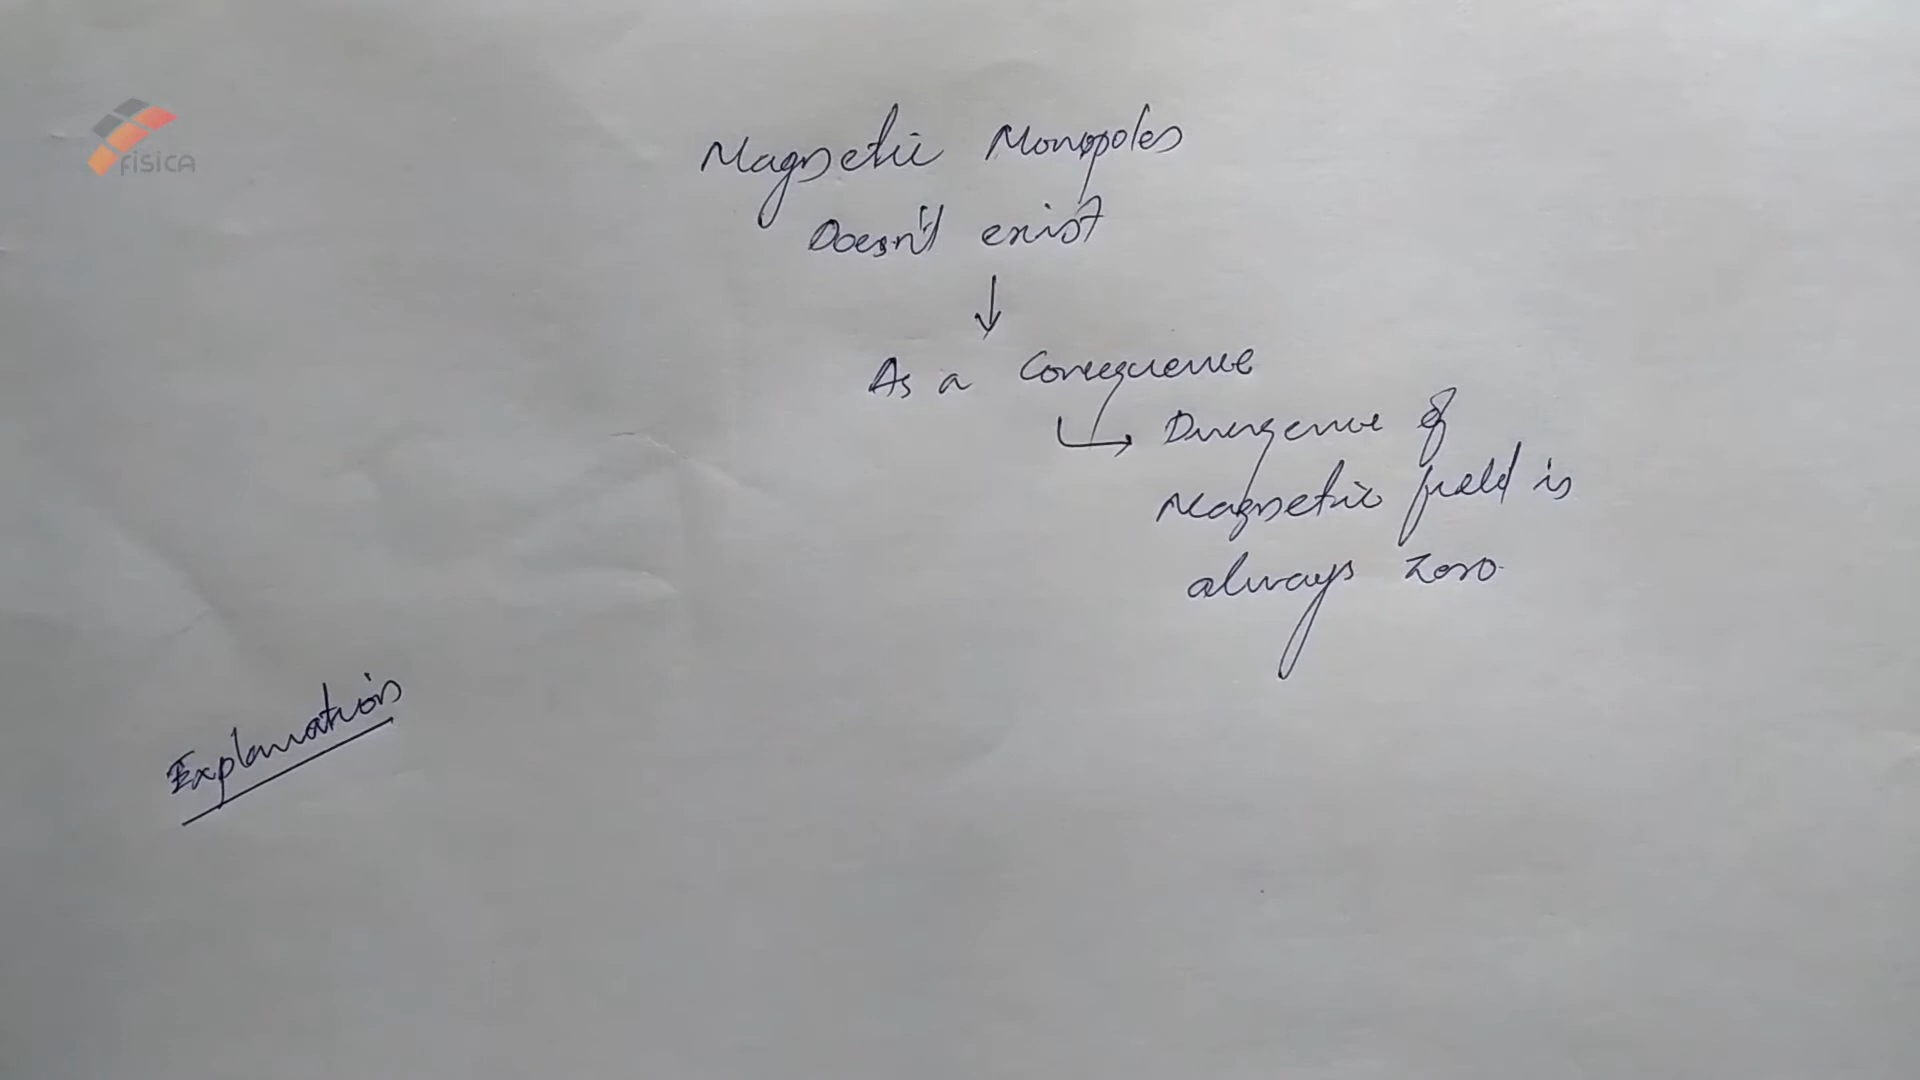 FISICA
Magnetic Monopoles
Doesn't exist
As a Consequence
Divergence of
Magnetic field is
always zero.
Explanation